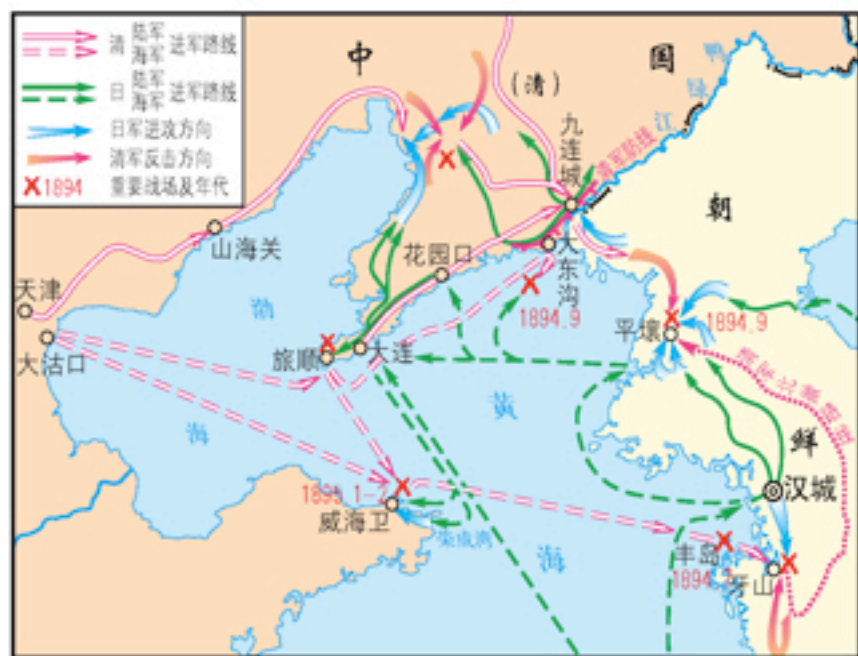 清 陆军 海军 进军路线
日 陆军 海军 进军路线
日军进攻方向
清军反击方向
1894 重要战场及年代
中
国
(清)
鸭
绿
江
九连城
清军防线
朝
山海关
花园口
大东沟
天津
渤
1894.9
平壤
1894.9
大沽口
旅顺
大连
黄
海
鲜
汉城
1895.1-2
威海卫
荣成湾
海
丰岛
1894
牙山